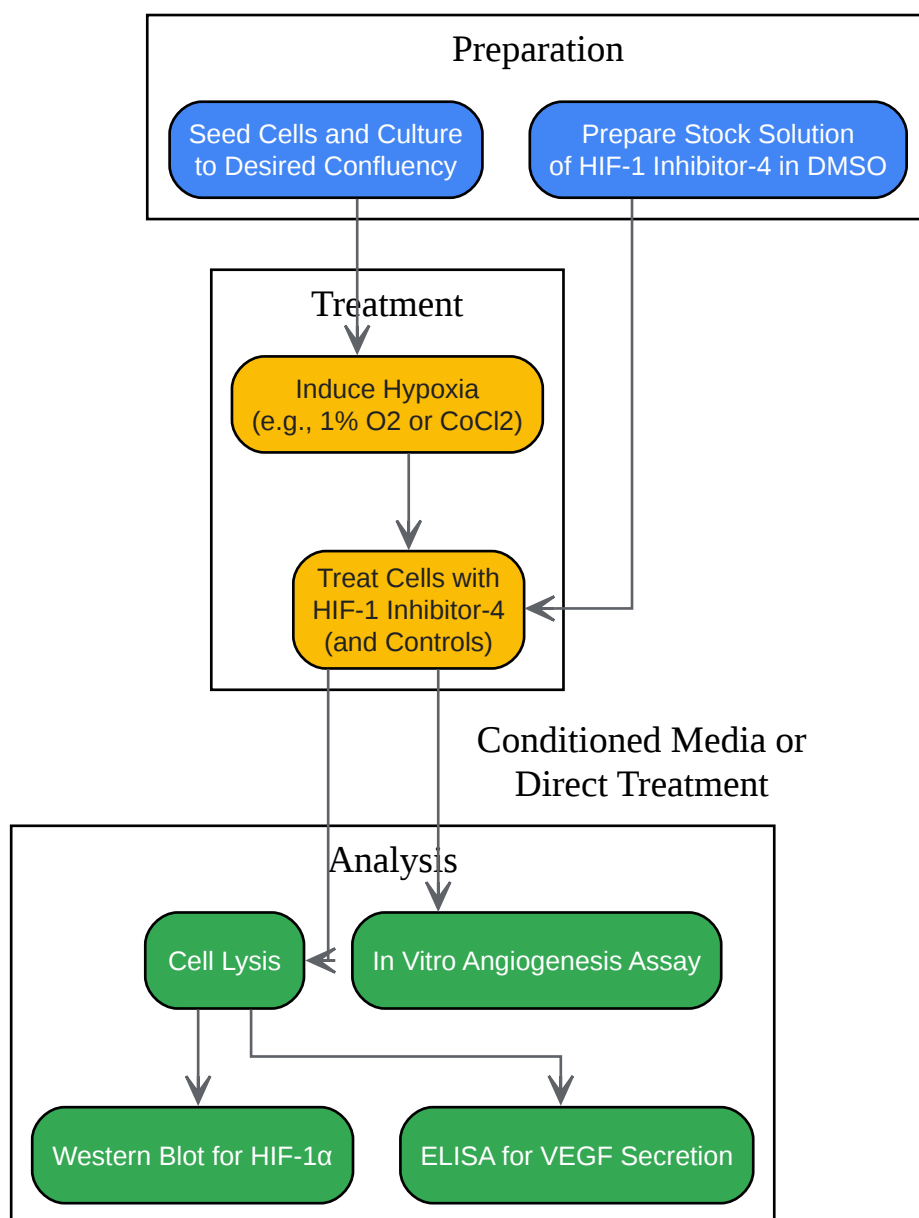 Preparation
Seed Cells and Culture
to Desired Confluency
Prepare Stock Solution
of HIF-1 Inhibitor-4 in DMSO
Treatment
Induce Hypoxia
(e.g., 1% O2 or CoCl2)
Treat Cells with
HIF-1 Inhibitor-4
(and Controls)
Conditioned Media or
Direct Treatment
Analysis
Cell Lysis
In Vitro Angiogenesis Assay
Western Blot for HIF-1α
ELISA for VEGF Secretion